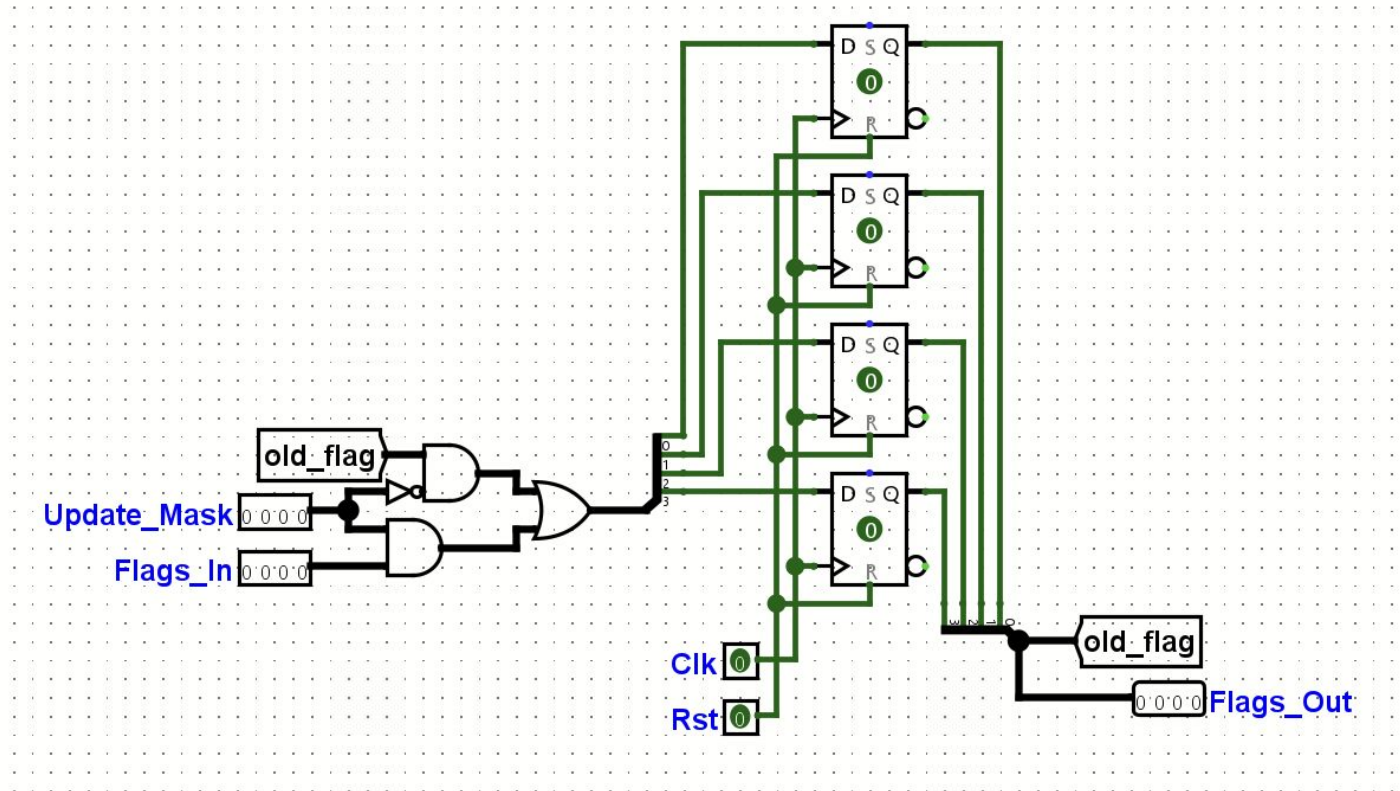 D S Q
0
R
D S Q
0
R
D S Q
0
R
D S Q
0
R
old_flag
Update_Mask 0 0 0 0
Flags_In 0 0 0 0
0
1
2
3
Clk 0
Rst 0
3 2 1 0
old_flag
0 0 0 0 Flags_Out